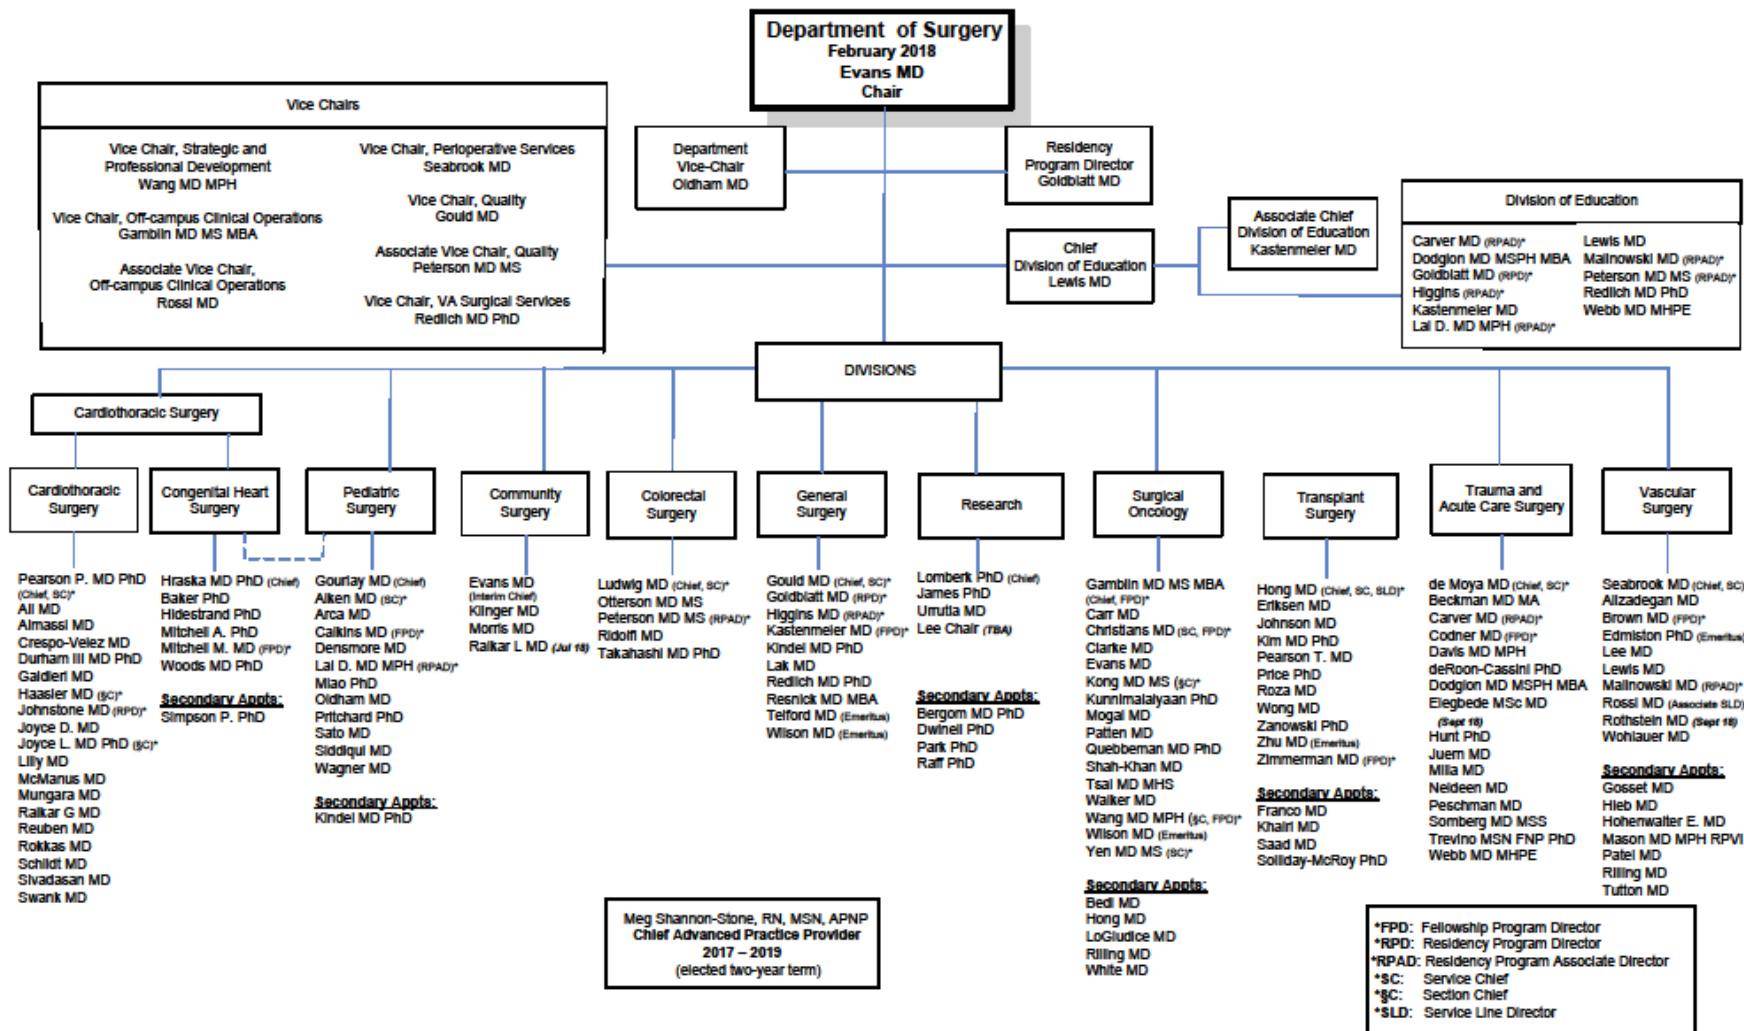 Department of Surgery
February 2018
Evans MD
Chair
Vice Chairs
Vice Chair, Strategic and
Professional Development
Wang MD MPH
Vice Chair, Off-campus Clinical Operations
Gamblin MD MS MBA
Associate Vice Chair,
Off-campus Clinical Operations
Rossi MD
Vice Chair, Perioperative Services
Seabrook MD
Vice Chair, Quality
Gould MD
Associate Vice Chair, Quality
Peterson MD MS
Vice Chair, VA Surgical Services
Redlich MD PhD
Department
Vice-Chair
Oldham MD
Residency
Program Director
Goldblatt MD
Chief
Division of Education
Lewis MD
Associate Chief
Division of Education
Kastenmeier MD
Division of Education
Carver MD (RPAD)*
Dodgion MD MSPH MBA
Goldblatt MD (RPD)*
Higgins (RPAD)*
Kastenmeier MD
Lal D. MD MPH (RPAD)*
Lewis MD
Malinowski MD (RPAD)*
Peterson MD MS (RPAD)*
Redlich MD PhD
Webb MD MHPE
DIVISIONS
Cardiothoracic Surgery
Cardiothoracic
Surgery
Pearson P. MD PhD
(Chief, SC)*
Ali MD
Almassi MD
Crespo-Velez MD
Durham III MD PhD
Galdieri MD
Haasler MD (§C)*
Johnstone MD (RPD)*
Joyce D. MD
Joyce L. MD PhD (§C)*
Lilly MD
McManus MD
Mungara MD
Ralkar G MD
Reuben MD
Rokkas MD
Schildt MD
Sivadasan MD
Swank MD
Congenital Heart
Surgery
Hraska MD PhD (Chief)
Baker PhD
Hidestrand PhD
Mitchell A. PhD
Mitchell M. MD (FPD)*
Woods MD PhD
Secondary Appts:
Simpson P. PhD
Pediatric
Surgery
Gourlay MD (Chief)
Aiken MD (SC)*
Arca MD
Calkins MD (FPD)*
Densmore MD
Lal D. MD MPH (RPAD)*
Miao PhD
Oldham MD
Pritchard PhD
Sato MD
Siddiqui MD
Wagner MD
Secondary Appts:
Kindel MD PhD
Community
Surgery
Evans MD
(Interim Chief)
Klinger MD
Morris MD
Ralkar L MD (Jul 18)
Colorectal
Surgery
Ludwig MD (Chief, SC)*
Otterson MD MS
Peterson MD MS (RPAD)*
Ridolfi MD
Takahashi MD PhD
General
Surgery
Gould MD (Chief, SC)*
Goldblatt MD (RPD)*
Higgins MD (RPAD)*
Kastenmeier MD (FPD)*
Kindel MD PhD
Lak MD
Redlich MD PhD
Resnick MD MBA
Telford MD (Emeritus)
Wilson MD (Emeritus)
Research
Lomberk PhD (Chief)
James PhD
Urrutia MD
Lee Chair (TBA)
Secondary Appts:
Bergom MD PhD
Dwinell PhD
Park PhD
Raff PhD
Surgical
Oncology
Gamblin MD MS MBA
(Chief, FPD)*
Carr MD
Christians MD (SC, FPD)*
Clarke MD
Evans MD
Kong MD MS (§C)*
Kunnimalaiyaan PhD
Mogal MD
Patten MD
Quebbeman MD PhD
Shah-Khan MD
Tsai MD MHS
Walker MD
Wang MD MPH (§C, FPD)*
Wilson MD (Emeritus)
Yen MD MS (SC)*
Secondary Appts:
Bedi MD
Hong MD
LoGiudice MD
Rilling MD
White MD
Transplant
Surgery
Hong MD (Chief, SC, SLD)*
Eriksen MD
Johnson MD
Kim MD PhD
Pearson T. MD
Price PhD
Roza MD
Wong MD
Zanowski PhD
Zhu MD (Emeritus)
Zimmerman MD (FPD)*
Secondary Appts:
Franco MD
Khairi MD
Saad MD
Solliday-McRoy PhD
Trauma and
Acute Care Surgery
de Moya MD (Chief, SC)*
Beckman MD MA
Carver MD (RPAD)*
Codner MD (FPD)*
Davis MD MPH
deRoon-Cassini PhD
Dodgion MD MSPH MBA
Elegbede MSc MD
(Sept 18)
Hunt PhD
Juern MD
Milia MD
Neideen MD
Peschman MD
Somberg MD MSS
Trevino MSN FNP PhD
Webb MD MHPE
Vascular
Surgery
Seabrook MD (Chief, SC)
Alizadegan MD
Brown MD (FPD)*
Edmiston PhD (Emeritus)
Lee MD
Lewis MD
Malinowski MD (RPAD)*
Rossi MD (Associate SLD)
Rothstein MD (Sept 18)
Wohlauer MD
Secondary Appts:
Gosset MD
Hieb MD
Hohenwalter E. MD
Mason MD MPH RPVI
Patel MD
Rilling MD
Tutton MD
Meg Shannon-Stone, RN, MSN, APNP
Chief Advanced Practice Provider
2017 – 2019
(elected two-year term)
*FPD: Fellowship Program Director
*RPD: Residency Program Director
*RPAD: Residency Program Associate Director
*SC: Service Chief
*§C: Section Chief
*SLD: Service Line Director